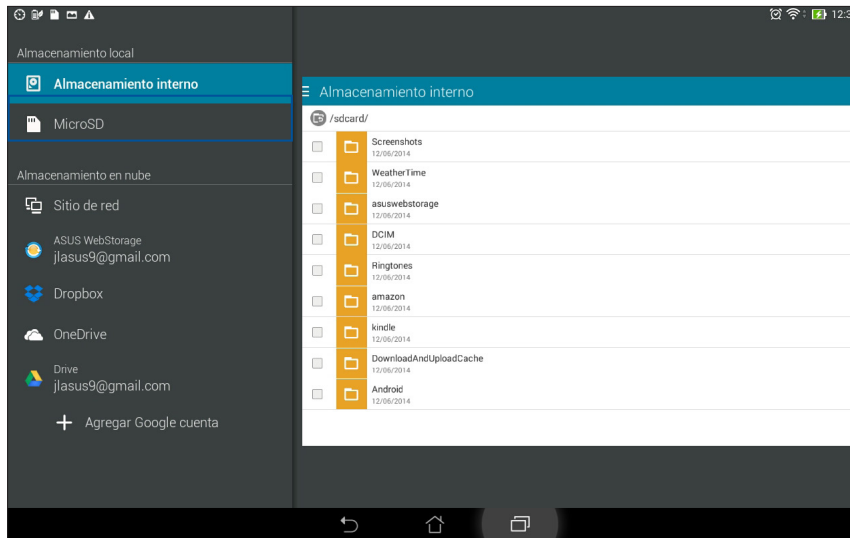 12:3
Almacenamiento local
Almacenamiento interno
MicroSD
Almacenamiento en nube
Sitio de red
ASUS WebStorage
jlasus9@gmail.com
Dropbox
OneDrive
Drive
jlasus9@gmail.com
Agregar Google cuenta
Almacenamiento interno
/sdcard/
Screenshots
12/06/2014
WeatherTime
12/06/2014
asuswebstorage
12/06/2014
DCIM
12/06/2014
Ringtones
12/06/2014
amazon
12/06/2014
kindle
12/06/2014
DownloadAndUploadCache
12/06/2014
Android
12/06/2014